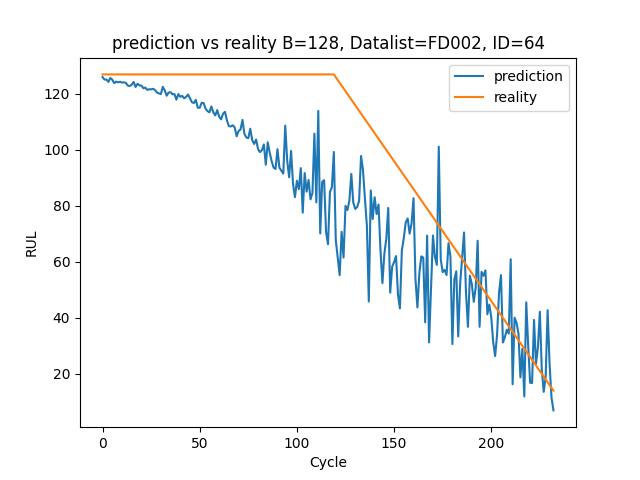 prediction vs reality B=128, Datalist=FD002, ID=64
prediction
reality
RUL
120
100
80
60
40
20
0
50
100
150
200
Cycle